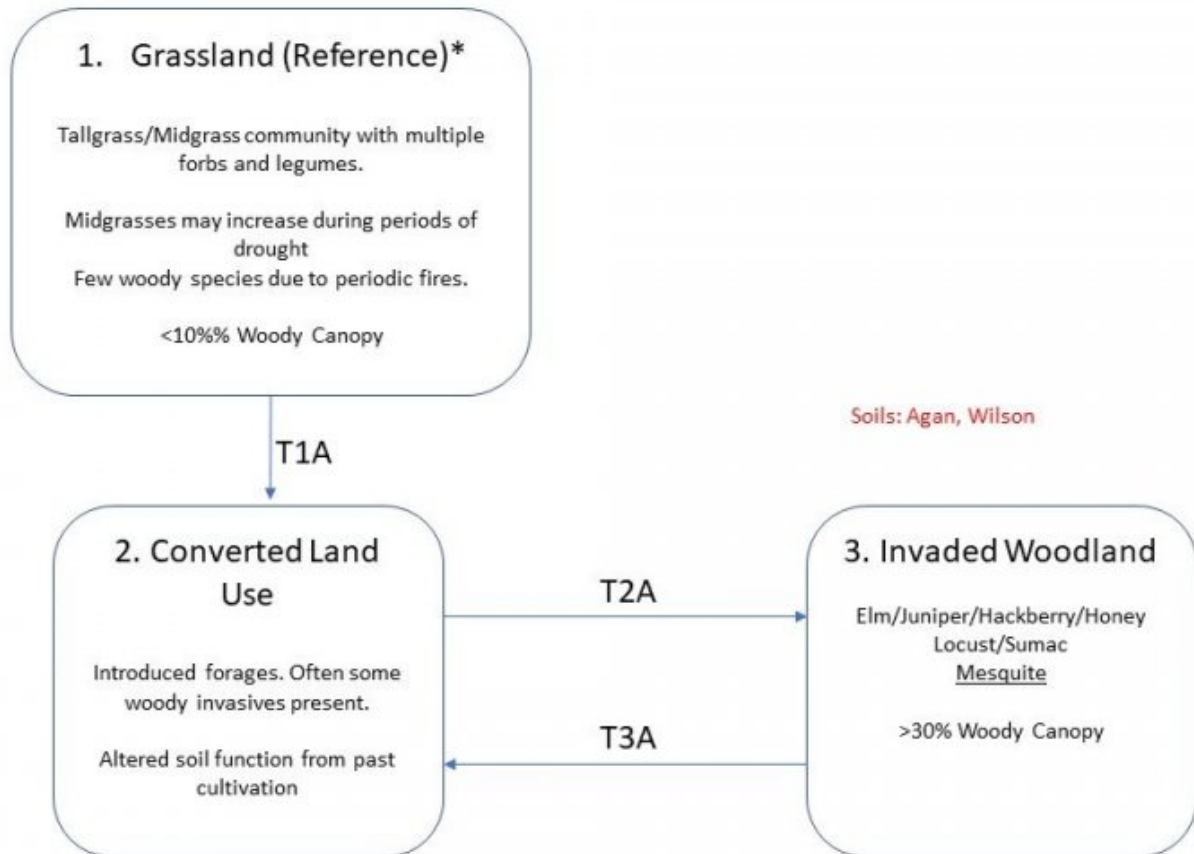 1. Grassland (Reference)*
Tallgrass/Midgrass community with multiple
forbs and legumes.
Midgrasses may increase during periods of
drought
Few woody species due to periodic fires.
<10%% Woody Canopy
T1A
Soils: Agan, Wilson
2. Converted Land
Use
Introduced forages. Often some
woody invasives present.
Altered soil function from past
cultivation
T2A
T3A
3. Invaded Woodland
Elm/Juniper/Hackberry/Honey
Locust/Sumac
Mesquite
>30% Woody Canopy